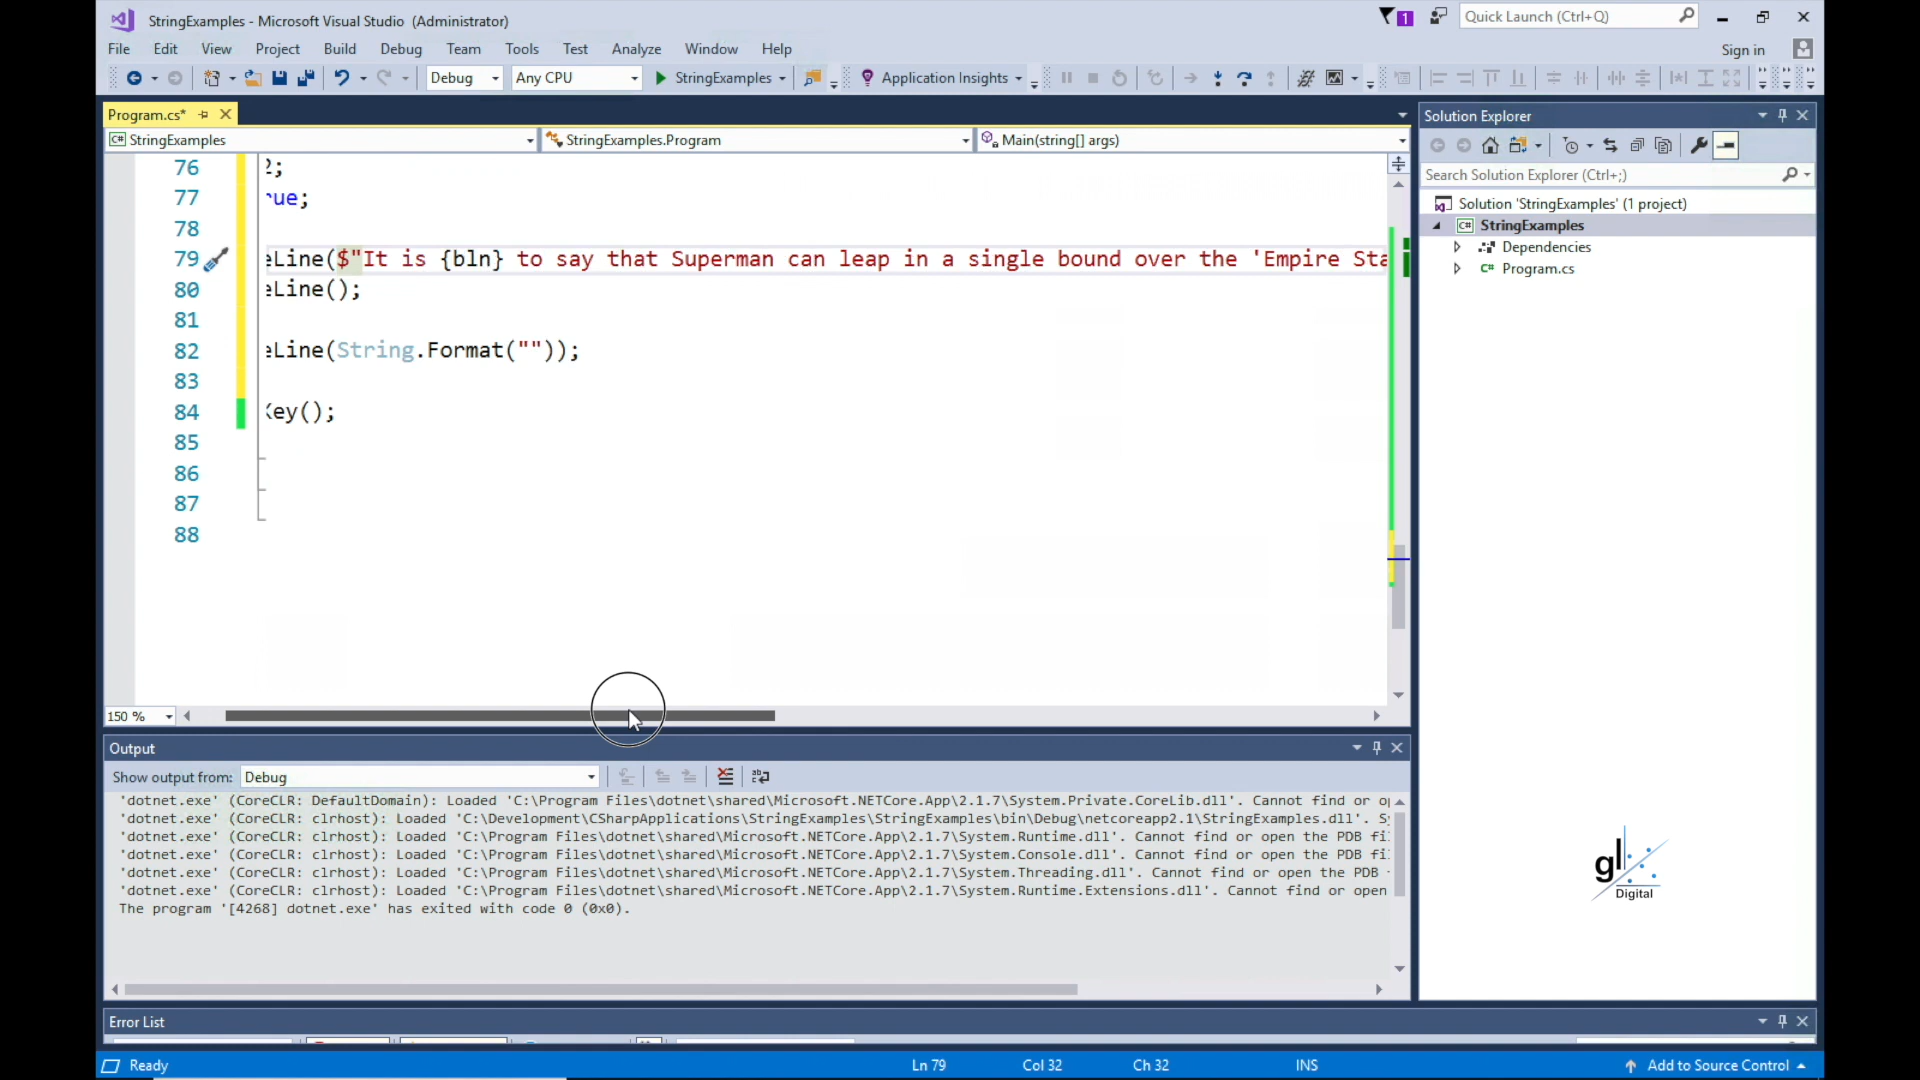 StringExamples - Microsoft Visual Studio (Administrator)
1
Quick Launch (Ctrl+Q)
File Edit View Project Build Debug Team Tools Test Analyze Window Help
Sign in
Debug Any CPU StringExamples Application Insights
Program.cs*
StringExamples StringExamples.Program Main(string[] args)
76 2;
77 rue;
78
79 eLine($"It is {bln} to say that Superman can leap in a single bound over the 'Empire Sta
80 eLine();
81
82 eLine(String.Format(""));
83
84 Key();
85
86
87
88
150 %
Solution Explorer
Search Solution Explorer (Ctrl+;)
Solution 'StringExamples' (1 project)
C# StringExamples
Dependencies
C# Program.cs
Output
Show output from: Debug
'dotnet.exe' (CoreCLR: DefaultDomain): Loaded 'C:\Program Files\dotnet\shared\Microsoft.NETCore.App\2.1.7\System.Private.CoreLib.dll'. Cannot find or o
'dotnet.exe' (CoreCLR: clrhost): Loaded 'C:\Development\CSharpApplications\StringExamples\StringExamples\bin\Debug\netcoreapp2.1\StringExamples.dll'. Sy
'dotnet.exe' (CoreCLR: clrhost): Loaded 'C:\Program Files\dotnet\shared\Microsoft.NETCore.App\2.1.7\System.Runtime.dll'. Cannot find or open the PDB fi
'dotnet.exe' (CoreCLR: clrhost): Loaded 'C:\Program Files\dotnet\shared\Microsoft.NETCore.App\2.1.7\System.Console.dll'. Cannot find or open the PDB fi
'dotnet.exe' (CoreCLR: clrhost): Loaded 'C:\Program Files\dotnet\shared\Microsoft.NETCore.App\2.1.7\System.Threading.dll'. Cannot find or open the PDB
'dotnet.exe' (CoreCLR: clrhost): Loaded 'C:\Program Files\dotnet\shared\Microsoft.NETCore.App\2.1.7\System.Runtime.Extensions.dll'. Cannot find or open
The program '[4268] dotnet.exe' has exited with code 0 (0x0).
gl
Digital
Error List
Ready Ln 79 Col 32 Ch 32 INS Add to Source Control